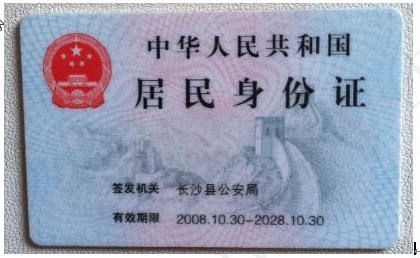 中华人民共和国
居民身份证
签发机关 长沙县公安局
有效期限 2008.10.30-2028.10.30